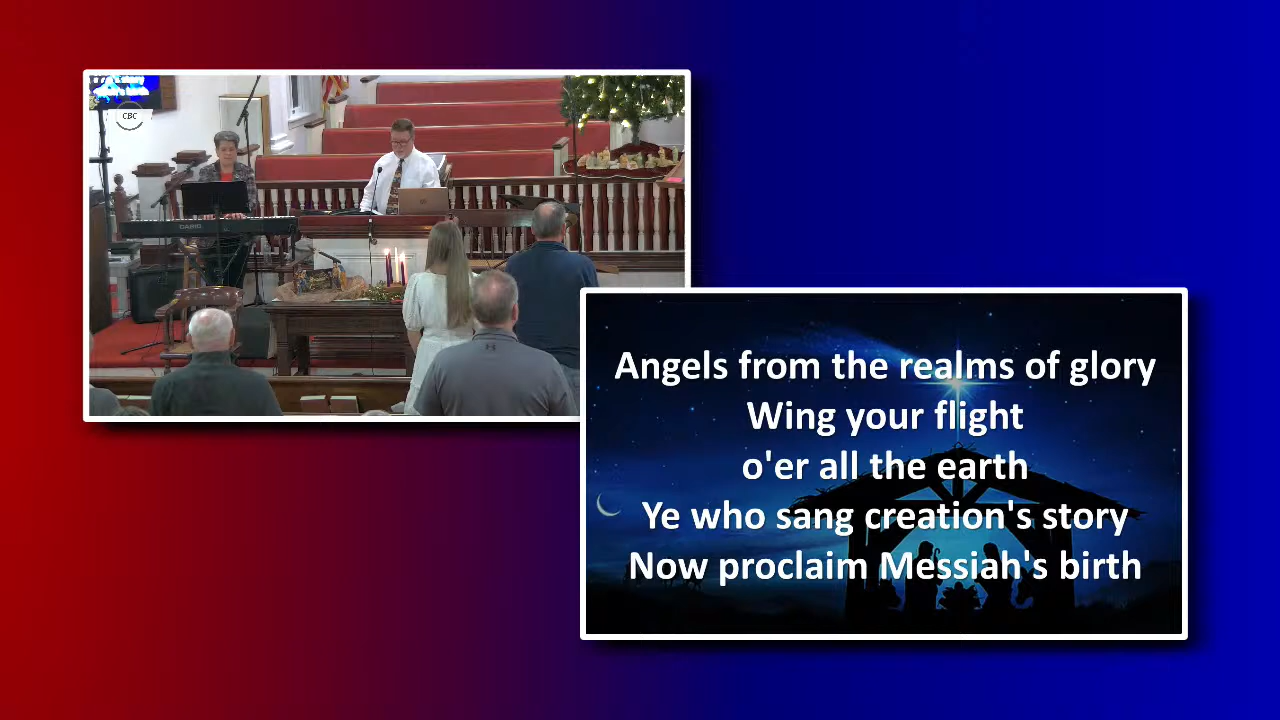 CBC
CASIO
Angels from the realms of glory
Wing your flight
o'er all the earth
Ye who sang creation's story
Now proclaim Messiah's birth